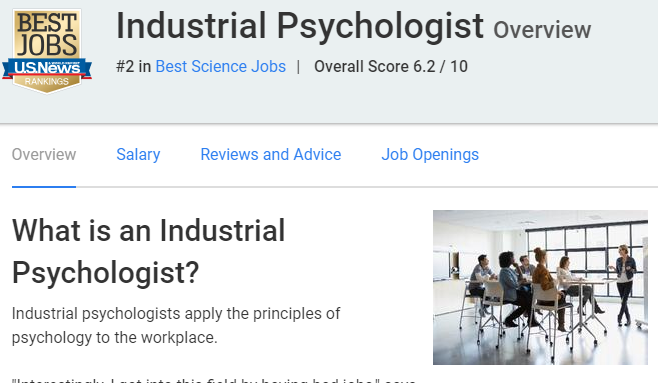 BEST
JOBS
U.S.News
RANKINGS
Industrial Psychologist Overview
#2 in Best Science Jobs | Overall Score 6.2 / 10
Overview Salary Reviews and Advice Job Openings
What is an Industrial
Psychologist?
Industrial psychologists apply the principles of
psychology to the workplace.
"Interestingly, I got into this field by having bad jobs," says